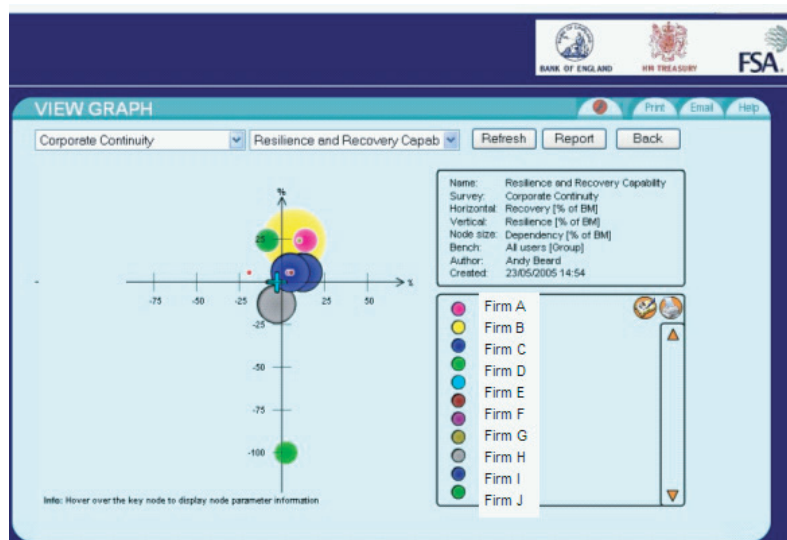 BANK OF ENGLAND
HM TREASURY
FSA.
VIEW GRAPH
Print
Email
Help
Corporate Continuity
Resilience and Recovery Capab
Refresh
Report
Back
Name: Resilience and Recovery Capability
Survey: Corporate Continuity
Horizontal: Recovery [% of BM]
Vertical: Resilience [% of BM]
Node size: Dependency [% of BM]
Bench: All users [Group]
Author: Andy Beard
Created: 23/05/2005 14:54
%
25
-75 -50 -25 25 50 %
-25
-50
-75
-100
Firm A
Firm B
Firm C
Firm D
Firm E
Firm F
Firm G
Firm H
Firm I
Firm J
Info: Hover over the key node to display node parameter information